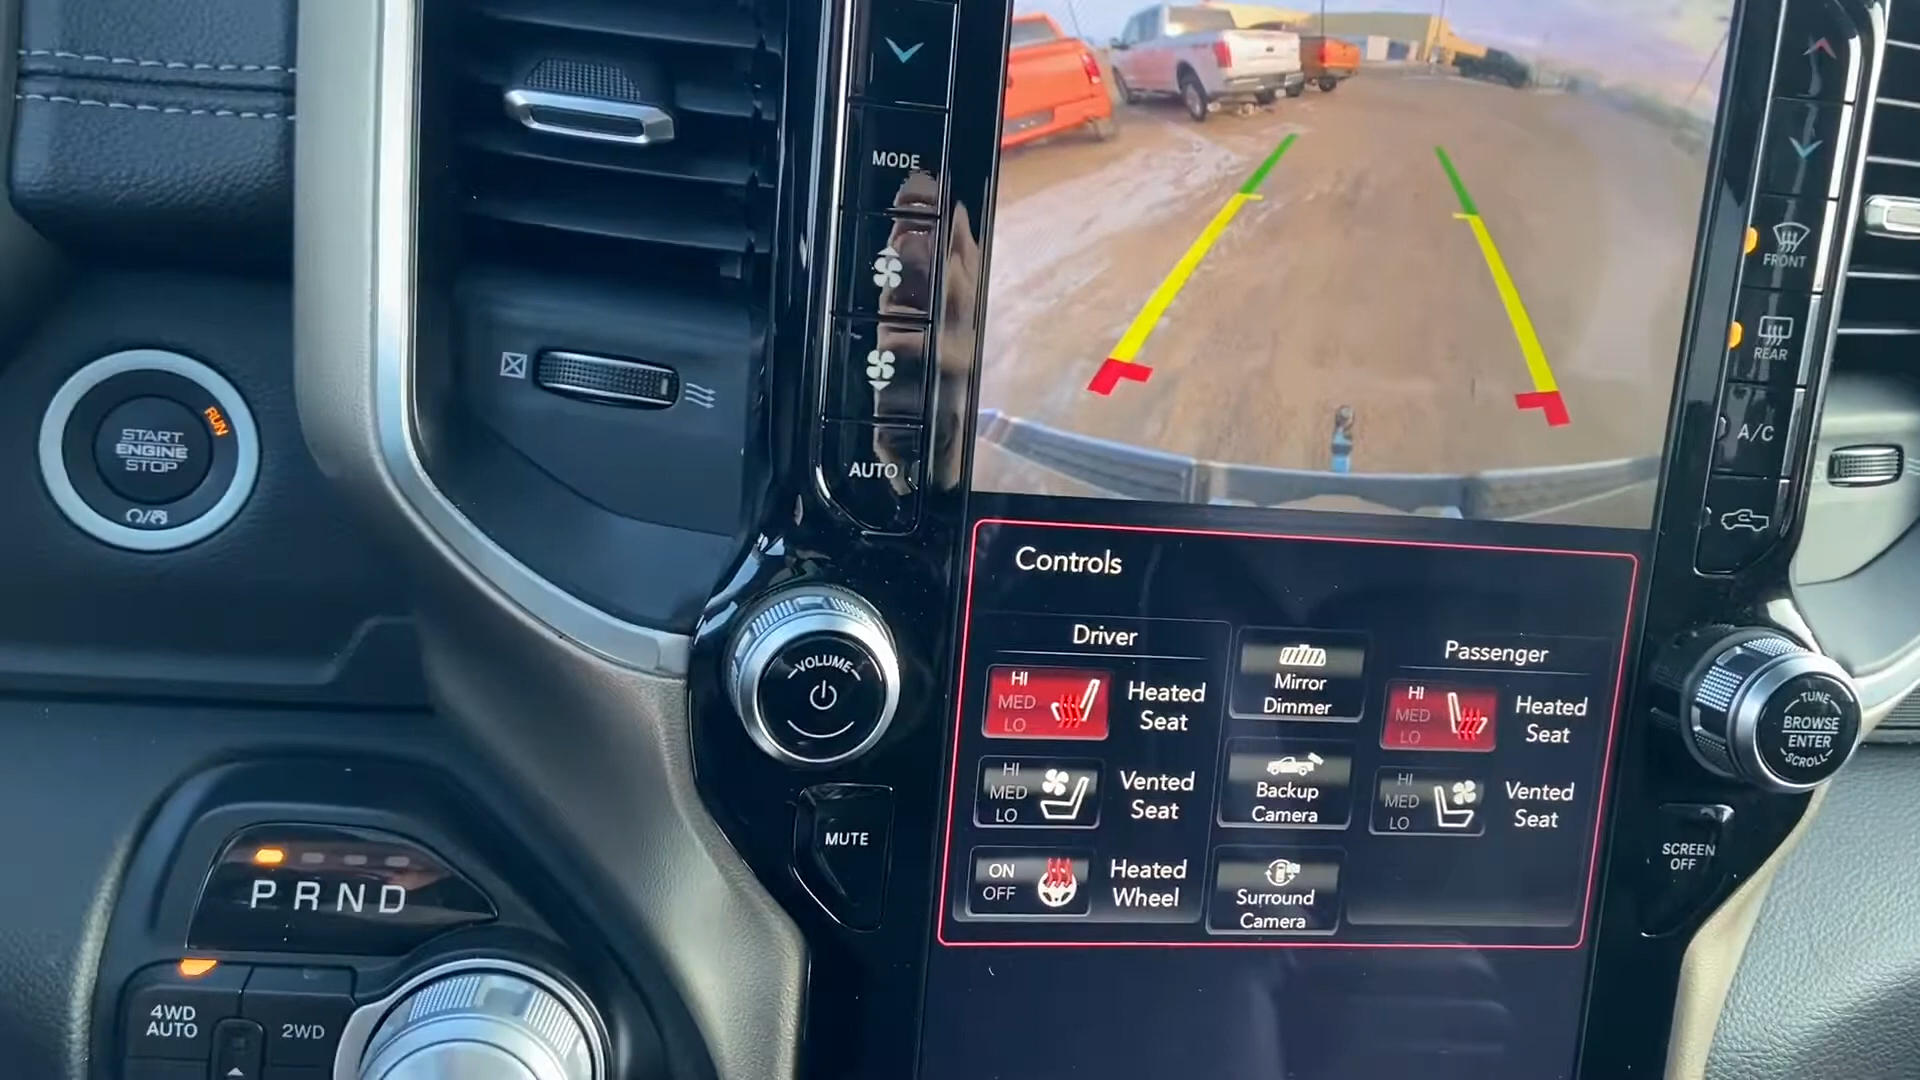 MODE
AUTO
FRONT
REAR
A/C
START
ENGINE
STOP
RUN
VOLUME
MUTE
TUNE
BROWSE
ENTER
SCROLL
SCREEN
OFF
Controls
Driver
HI
MED
LO
Heated
Seat
HI
MED
LO
Vented
Seat
ON
OFF
Heated
Wheel
Mirror
Dimmer
Backup
Camera
Surround
Camera
Passenger
HI
MED
LO
Heated
Seat
HI
MED
LO
Vented
Seat
P R N D
4WD
AUTO
2WD